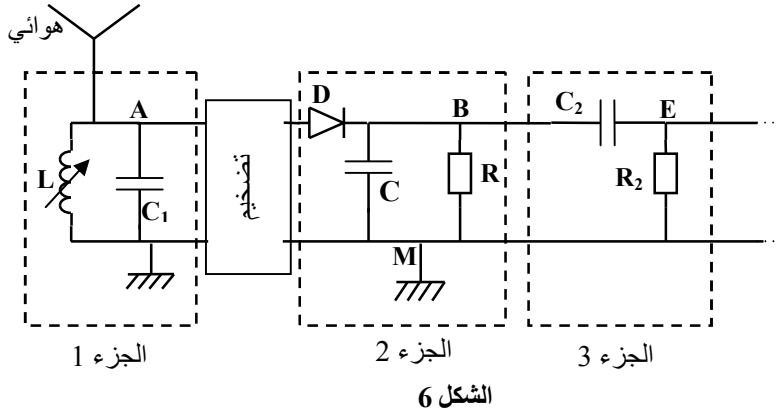 هوائي
D
A
B
C₂
E
L
C₁
تضخيم
C
R
R₂
M
الجزء 1
الجزء 2
الجزء 3
الشكل 6